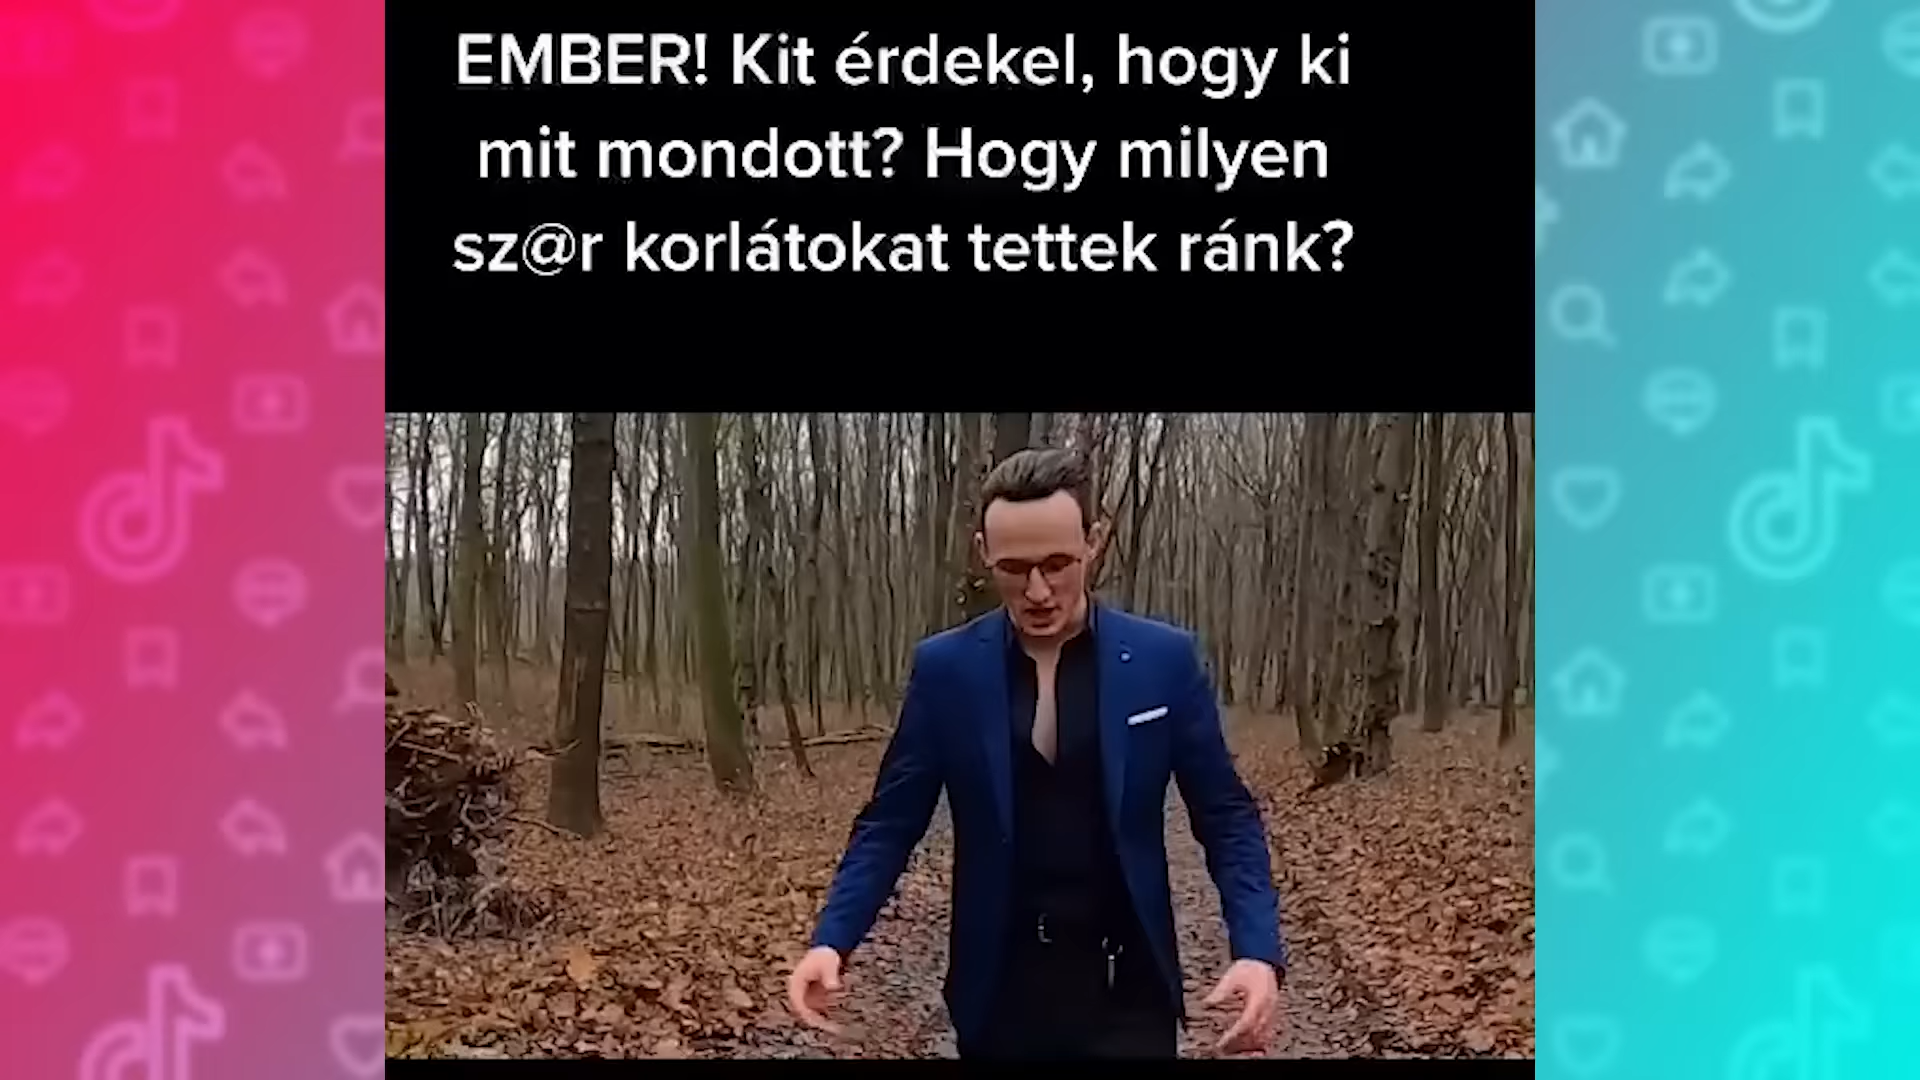 EMBER! Kit érdekel, hogy ki
mit mondott? Hogy milyen
sz@r korlátokat tettek ránk?